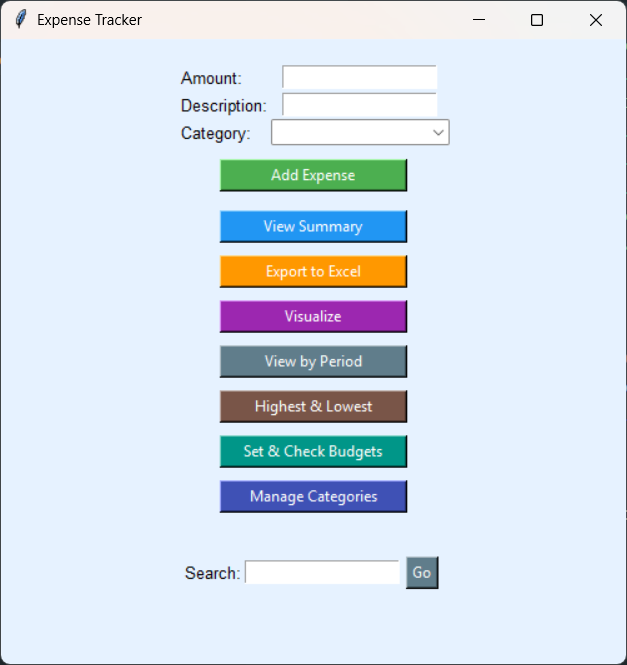 Expense Tracker
Amount:
Description:
Category:
Add Expense
View Summary
Export to Excel
Visualize
View by Period
Highest & Lowest
Set & Check Budgets
Manage Categories
Search: Go